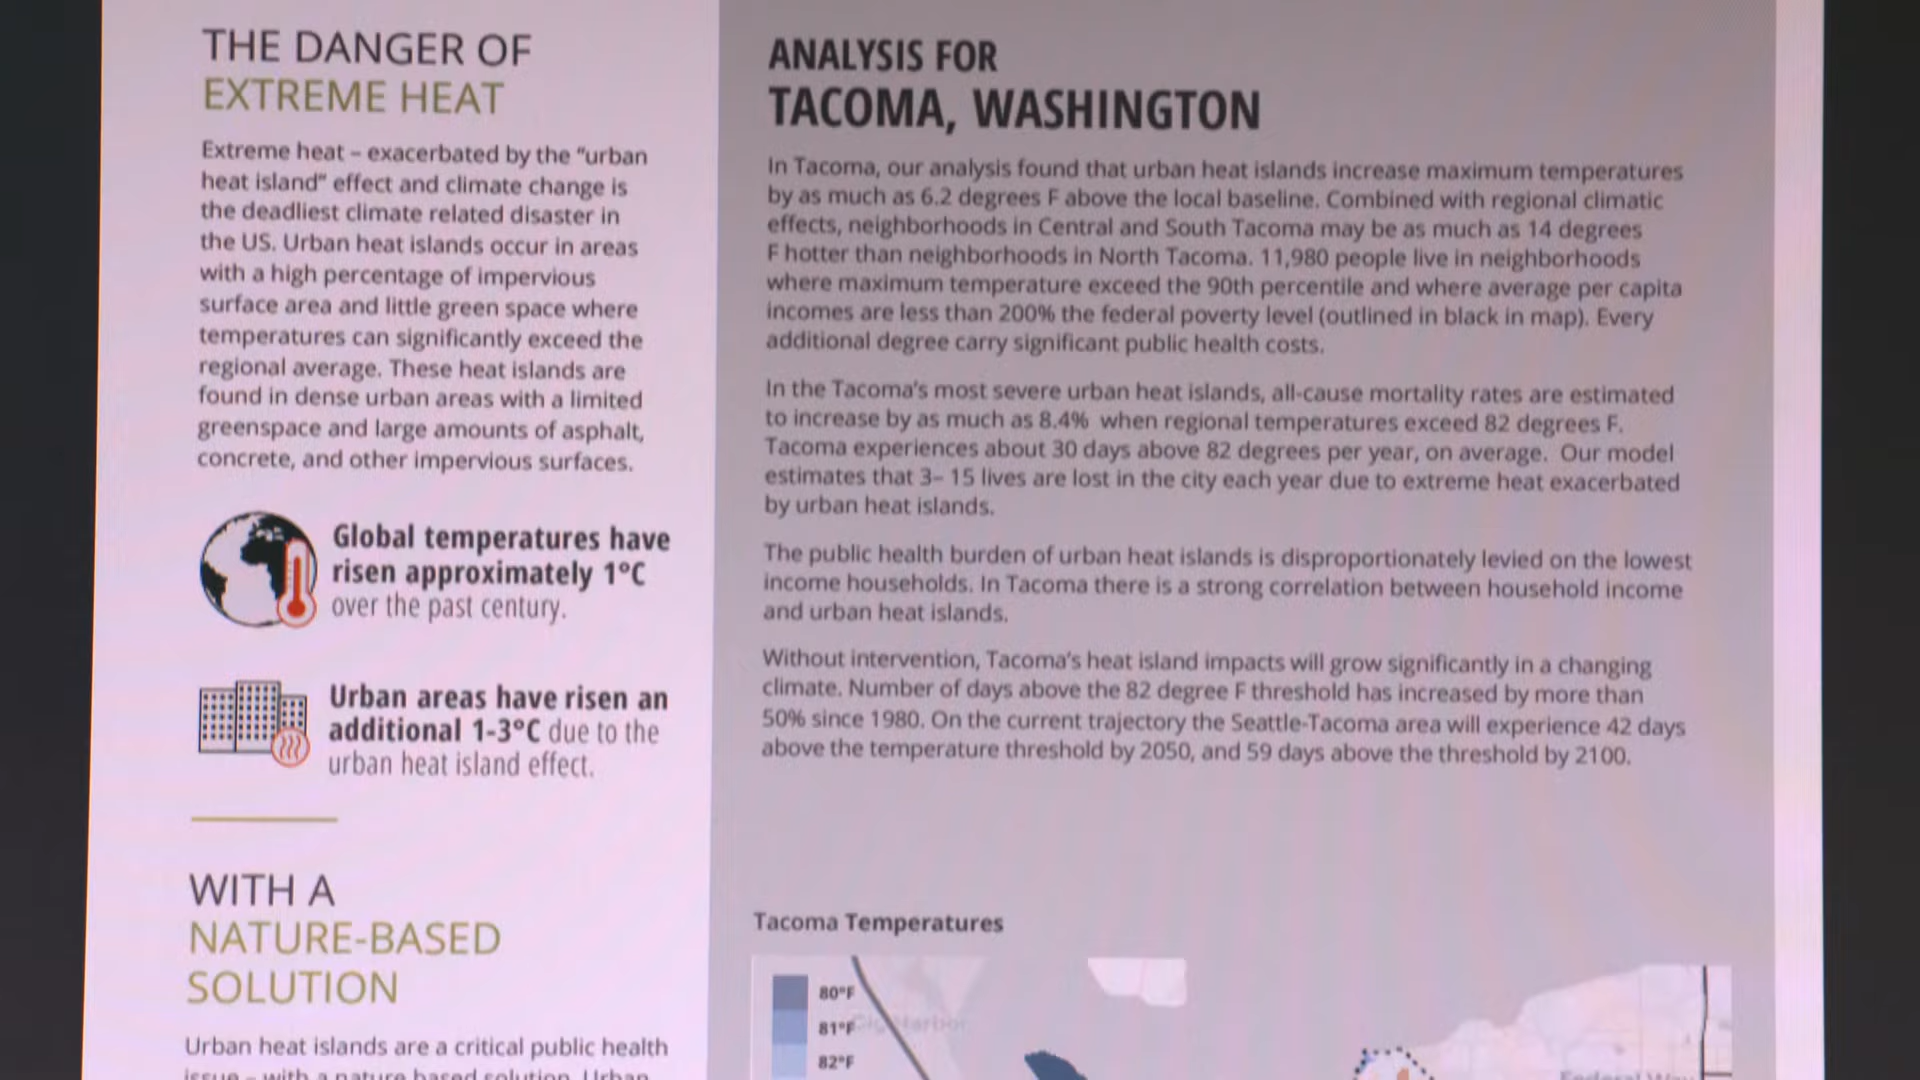 THE DANGER OF
EXTREME HEAT
Extreme heat – exacerbated by the "urban
heat island" effect and climate change is
the deadliest climate related disaster in
the US. Urban heat islands occur in areas
with a high percentage of impervious
surface area and little green space where
temperatures can significantly exceed the
regional average. These heat islands are
found in dense urban areas with a limited
greenspace and large amounts of asphalt,
concrete, and other impervious surfaces.
Global temperatures have
risen approximately 1°C
over the past century.
Urban areas have risen an
additional 1-3°C due to the
urban heat island effect.
WITH A
NATURE-BASED
SOLUTION
Urban heat islands are a critical public health
issue – with a nature based solution. Urban
ANALYSIS FOR
TACOMA, WASHINGTON
In Tacoma, our analysis found that urban heat islands increase maximum temperatures
by as much as 6.2 degrees F above the local baseline. Combined with regional climatic
effects, neighborhoods in Central and South Tacoma may be as much as 14 degrees
F hotter than neighborhoods in North Tacoma. 11,980 people live in neighborhoods
where maximum temperature exceed the 90th percentile and where average per capita
incomes are less than 200% the federal poverty level (outlined in black in map). Every
additional degree carry significant public health costs.
In the Tacoma's most severe urban heat islands, all-cause mortality rates are estimated
to increase by as much as 8.4% when regional temperatures exceed 82 degrees F.
Tacoma experiences about 30 days above 82 degrees per year, on average. Our model
estimates that 3– 15 lives are lost in the city each year due to extreme heat exacerbated
by urban heat islands.
The public health burden of urban heat islands is disproportionately levied on the lowest
income households. In Tacoma there is a strong correlation between household income
and urban heat islands.
Without intervention, Tacoma's heat island impacts will grow significantly in a changing
climate. Number of days above the 82 degree F threshold has increased by more than
50% since 1980. On the current trajectory the Seattle-Tacoma area will experience 42 days
above the temperature threshold by 2050, and 59 days above the threshold by 2100.
Tacoma Temperatures
80°F
81°F
Gig Harbor
82°F
Federal Way